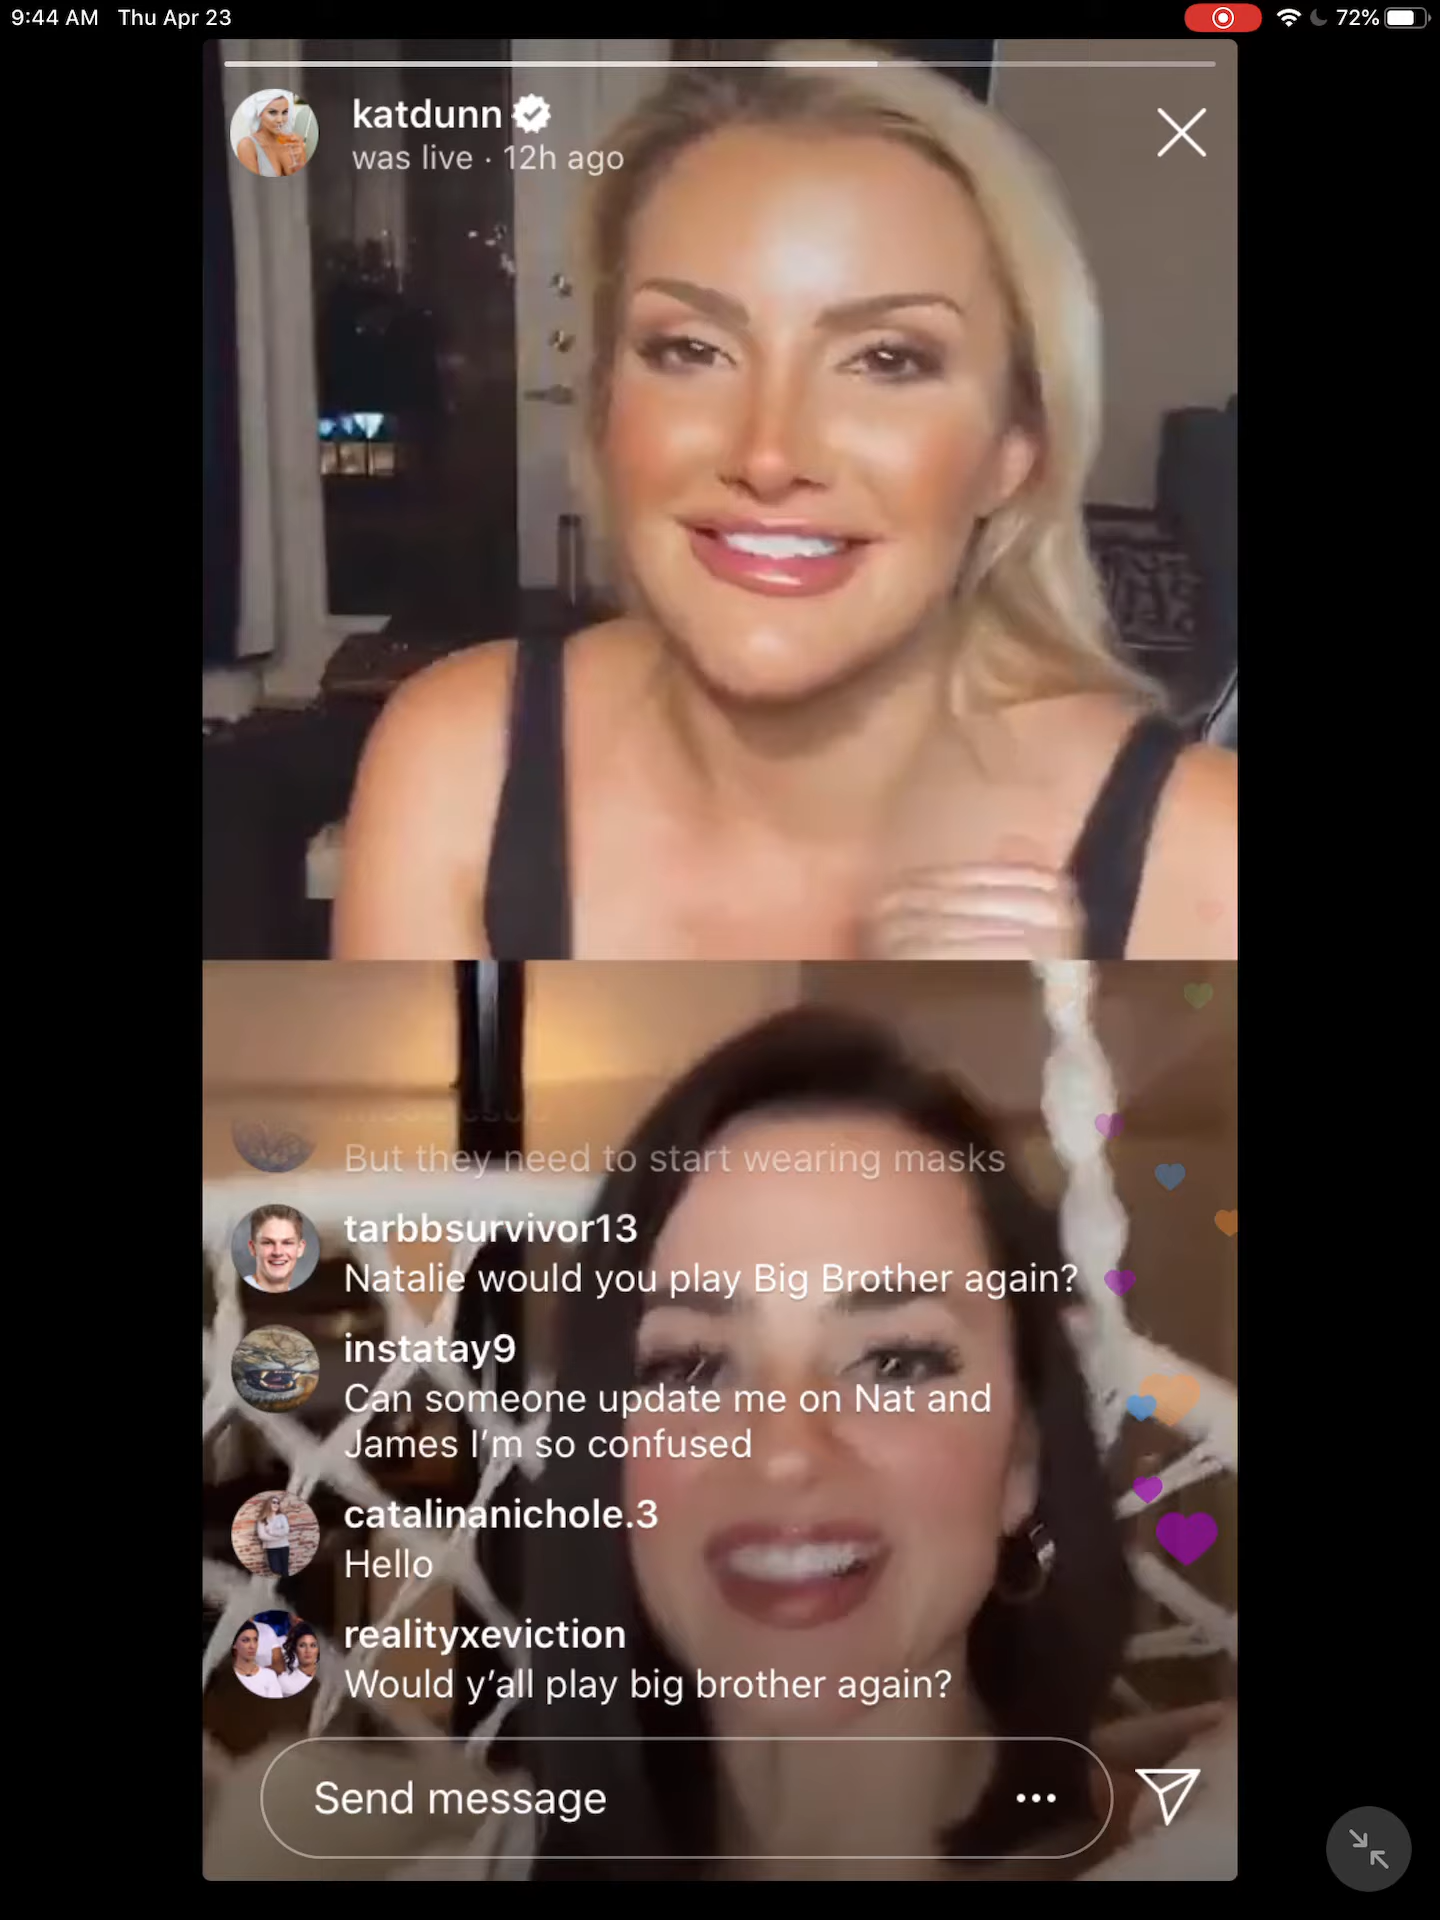 9:44 AM Thu Apr 23
72%
katdunn
was live · 12h ago
But they need to start wearing masks
tarbbsurvivor13
Natalie would you play Big Brother again?
instatay9
Can someone update me on Nat and
James I'm so confused
catalinanichole.3
Hello
realityxeviction
Would y'all play big brother again?
Send message